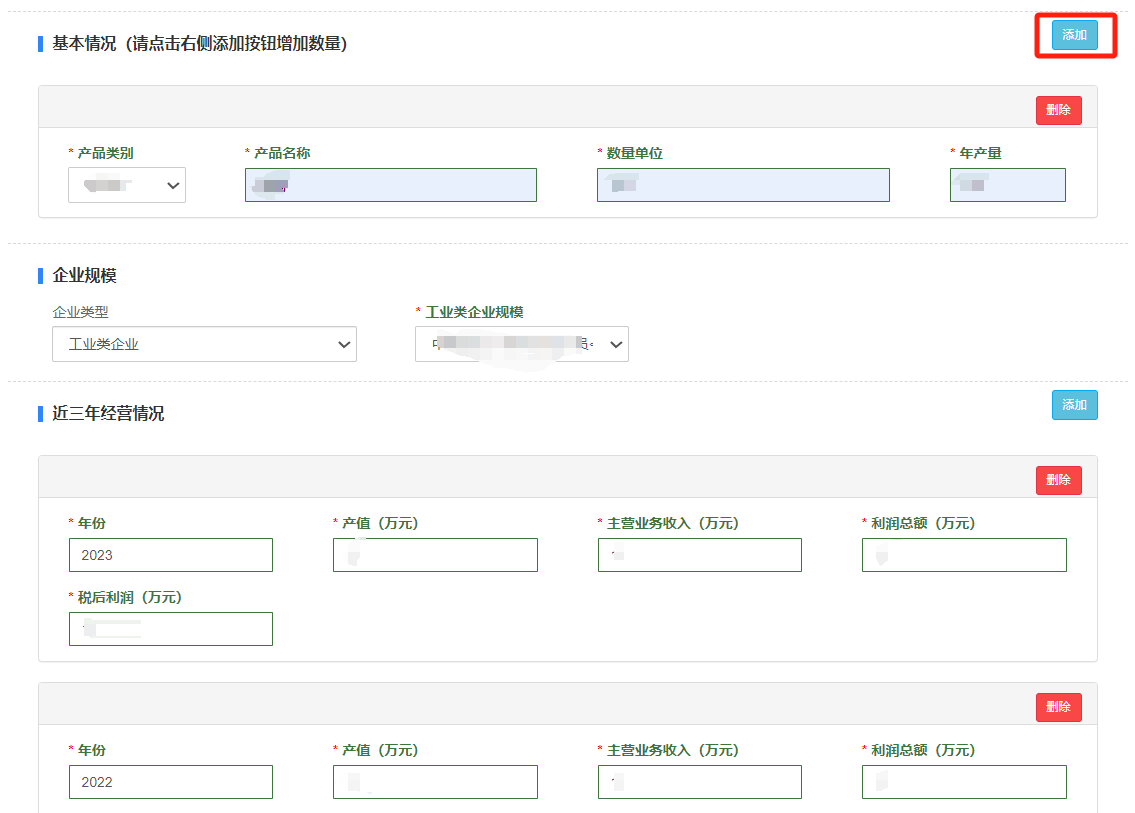 基本情况（请点击右侧添加按钮增加数量）
添加
删除
* 产品类别 * 产品名称 * 数量单位 * 年产量
企业规模
企业类型 * 工业类企业规模
工业类企业
近三年经营情况
添加
删除
* 年份 * 产值（万元） * 主营业务收入（万元） * 利润总额（万元）
2023
* 税后利润（万元）
删除
* 年份 * 产值（万元） * 主营业务收入（万元） * 利润总额（万元）
2022